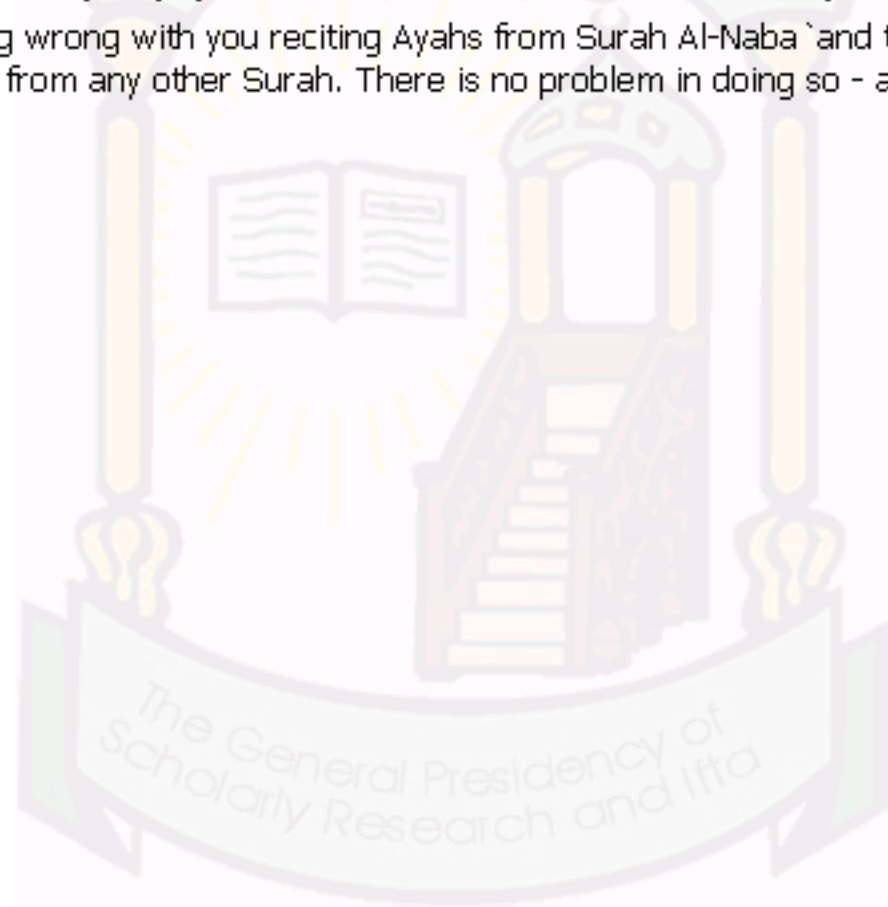 g wrong with you reciting Ayahs from Surah Al-Naba `and
from any other Surah. There is no problem in doing so -
The General Presidency of
Scholarly Research and Ifta